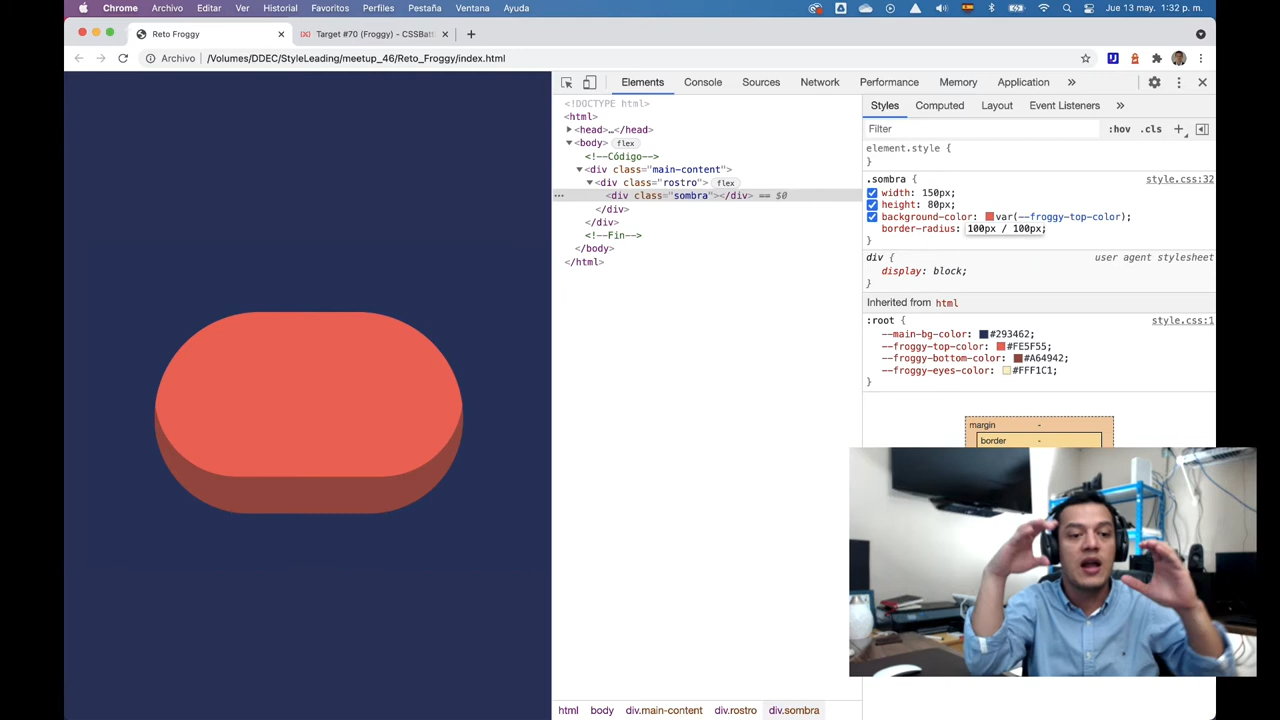 Chrome Archivo Editar Ver Historial Favoritos Perfiles Pestaña Ventana Ayuda Jue 13 may. 1:32 p. m.
Reto Froggy Target #70 (Froggy) - CSSBatt
Archivo /Volumes/DDEC/StyleLeading/meetup_46/Reto_Froggy/index.html
Elements Console Sources Network Performance Memory Application
<!DOCTYPE html>
<html>
<head>…</head>
<body> flex
<!--Código-->
<div class="main-content">
<div class="rostro"> flex
<div class="sombra"></div> == $0
</div>
</div>
<!--Fin-->
</body>
</html>
Styles Computed Layout Event Listeners
Filter :hov .cls
element.style {
}
.sombra { style.css:32
width: 150px;
height: 80px;
background-color: var(--froggy-top-color);
border-radius: 100px / 100px;
}
div { user agent stylesheet
display: block;
}
Inherited from html
:root { style.css:1
--main-bg-color: #293462;
--froggy-top-color: #FE5F55;
--froggy-bottom-color: #A64942;
--froggy-eyes-color: #FFF1C1;
}
margin -
border -
html body div.main-content div.rostro div.sombra